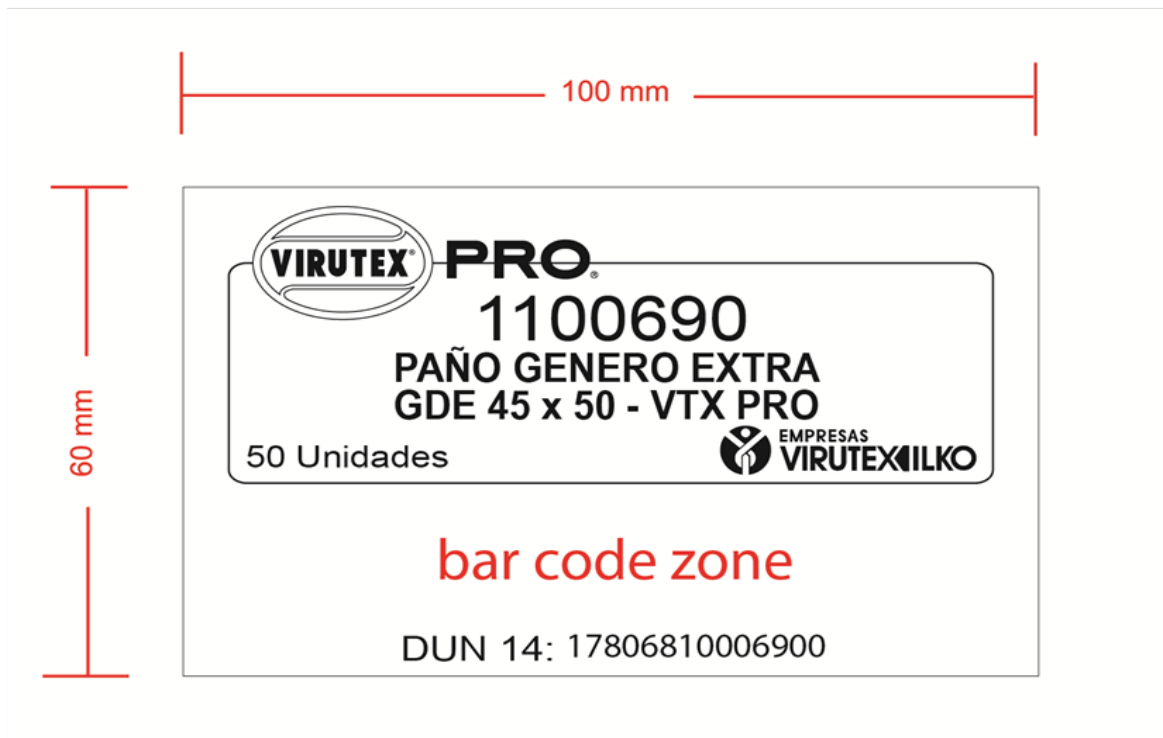 100 mm
60 mm
VIRUTEX® PRO®
1100690
PAÑO GENERO EXTRA
GDE 45 x 50 - VTX PRO
50 Unidades
EMPRESAS
VIRUTEX ILKO
bar code zone
DUN 14: 17806810006900